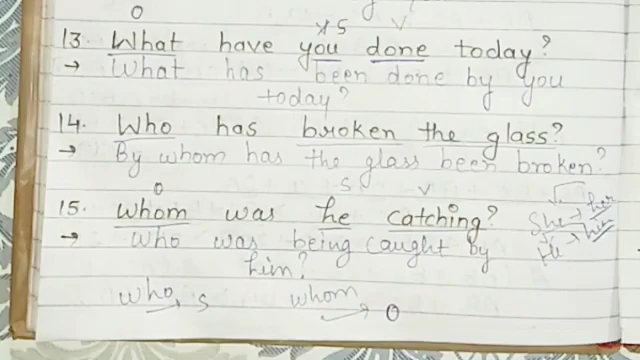 O
S V
13. What have you done today?
→ What has been done by you
today?
14. Who has broken the glass?
→ By whom has the glass been broken?
O S V
15. whom was he catching?
She → her
→ who was being caught by
He → him
him?
who → s whom → O